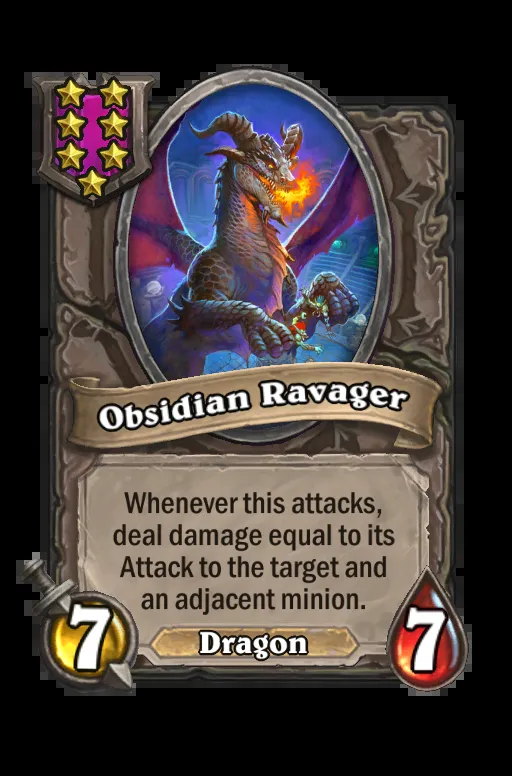 Obsidian Ravager
Whenever this attacks,
deal damage equal to its
Attack to the target and
an adjacent minion.
7
Dragon
7